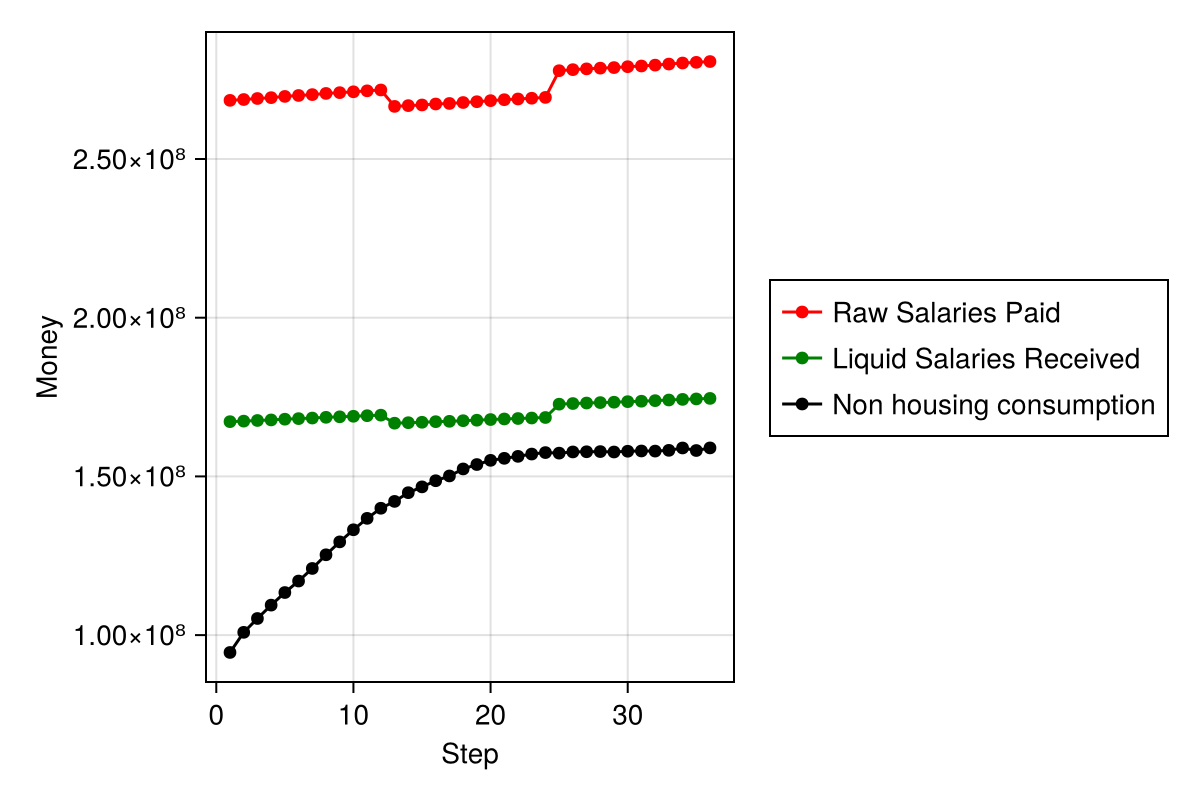 2.50×10⁸
2.00×10⁸
1.50×10⁸
1.00×10⁸
Money
0 10 20 30
Step
Raw Salaries Paid
Liquid Salaries Received
Non housing consumption